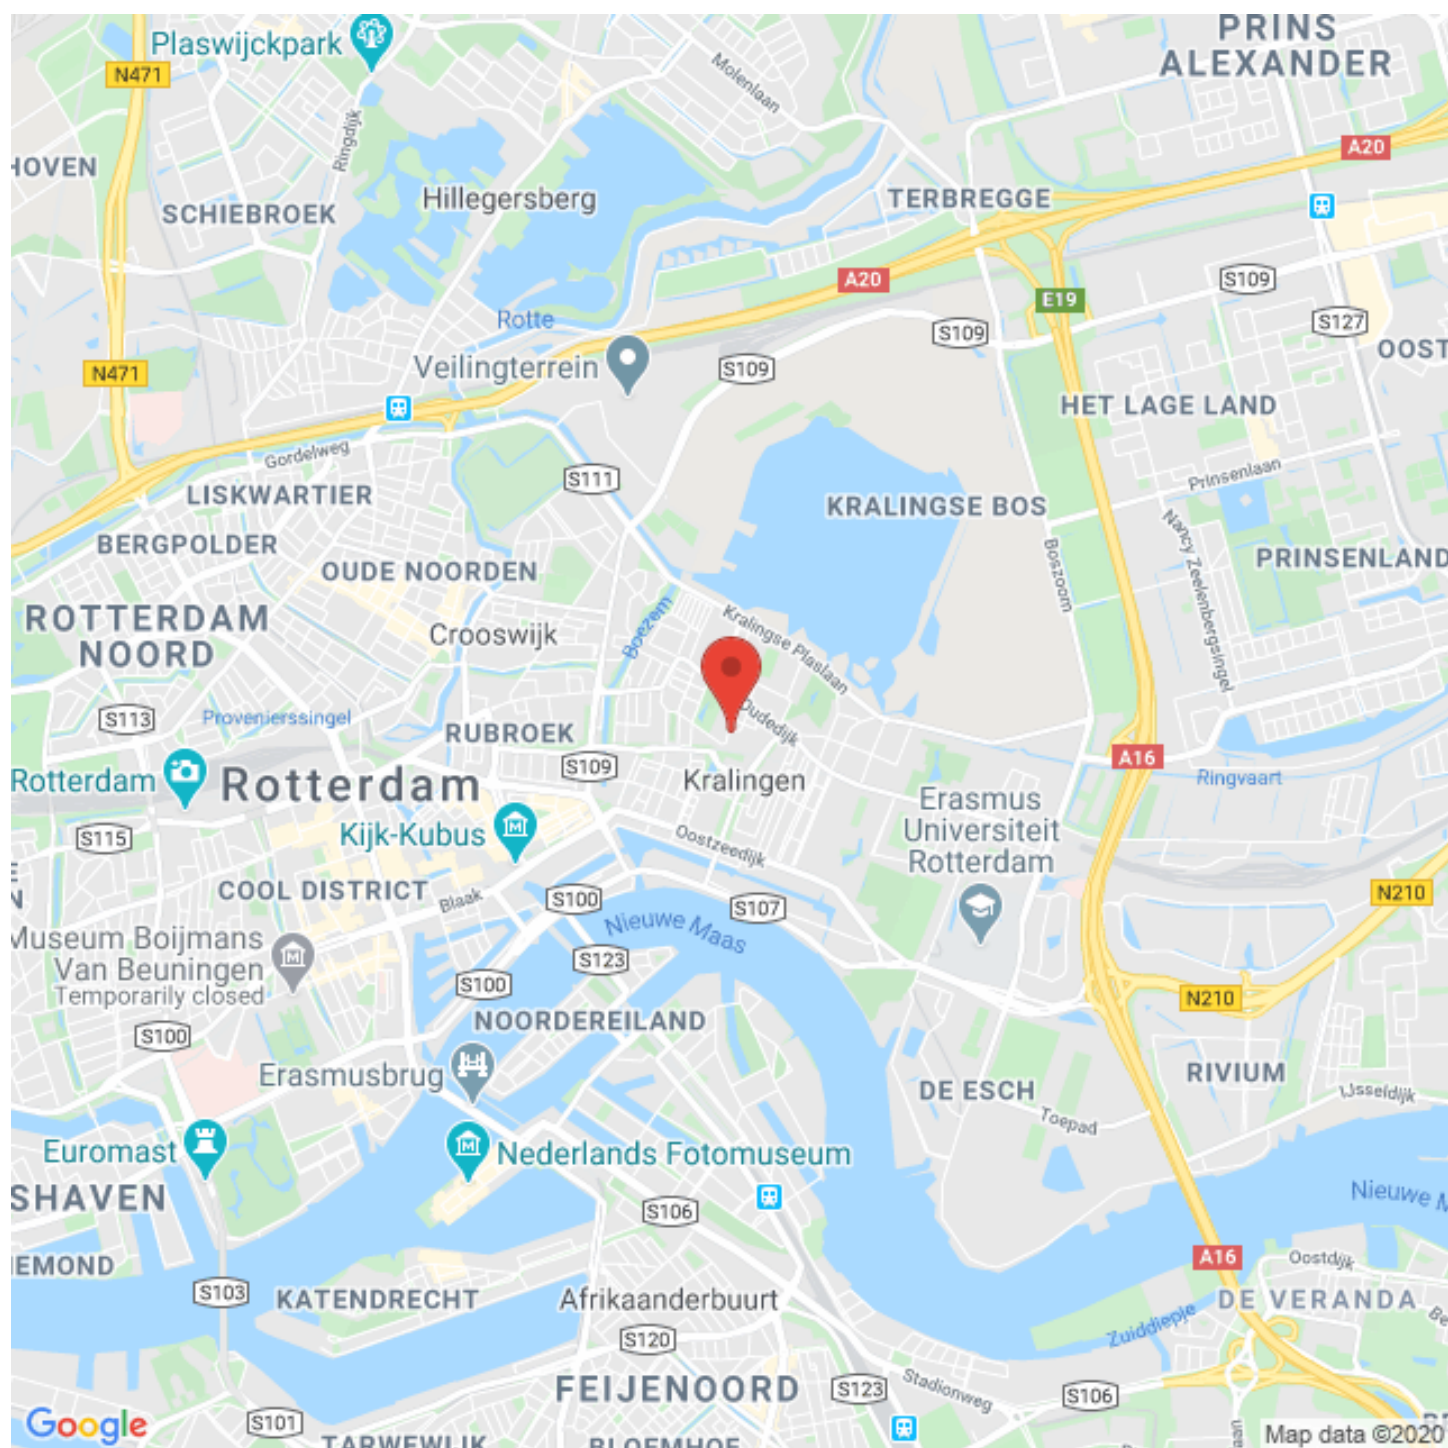 PRINS
ALEXANDER
Plaswijckpark
N471
Molenlaan
Ringdijk
A20
HOVEN
Hillegersberg
TERBREGGE
SCHIEBROEK
A20
S109
E19
Rotte
S109
S127
Veilingterrein
S109
OOST
N471
HET LAGE LAND
Gordelweg
Prinsenlaan
S111
LISKWARTIER
KRALINGSE BOS
BERGPOLDER
Nancy Zeelenbergsingel
PRINSENLAND
OUDE NOORDEN
Boszoom
ROTTERDAM
NOORD
Crooswijk
Boezem
Kralingse Plaslaan
S113
Provenierssingel
Oudedijk
RUBROEK
A16
S109
Rotterdam
Rotterdam
Kralingen
Ringvaart
Erasmus
Universiteit
Rotterdam
Kijk-Kubus
S115
Oostzeedijk
COOL DISTRICT
Blaak
S100
S107
N210
Nieuwe Maas
Museum Boijmans
Van Beuningen
Temporarily closed
S123
S100
N210
NOORDEREILAND
S100
Erasmusbrug
DE ESCH
RIVIUM
IJsseldijk
Toepad
Euromast
Nederlands Fotomuseum
SHAVEN
Nieuwe M
S106
IEMOND
A16
Oostdijk
S103
KATENDRECHT
Afrikaanderbuurt
DE VERANDA
Be
Zuiddiepje
S120
FEIJENOORD
S123
Stadionweg
S106
Google
S101
TARWEWIJK
BLOEMHOF
Map data ©2020